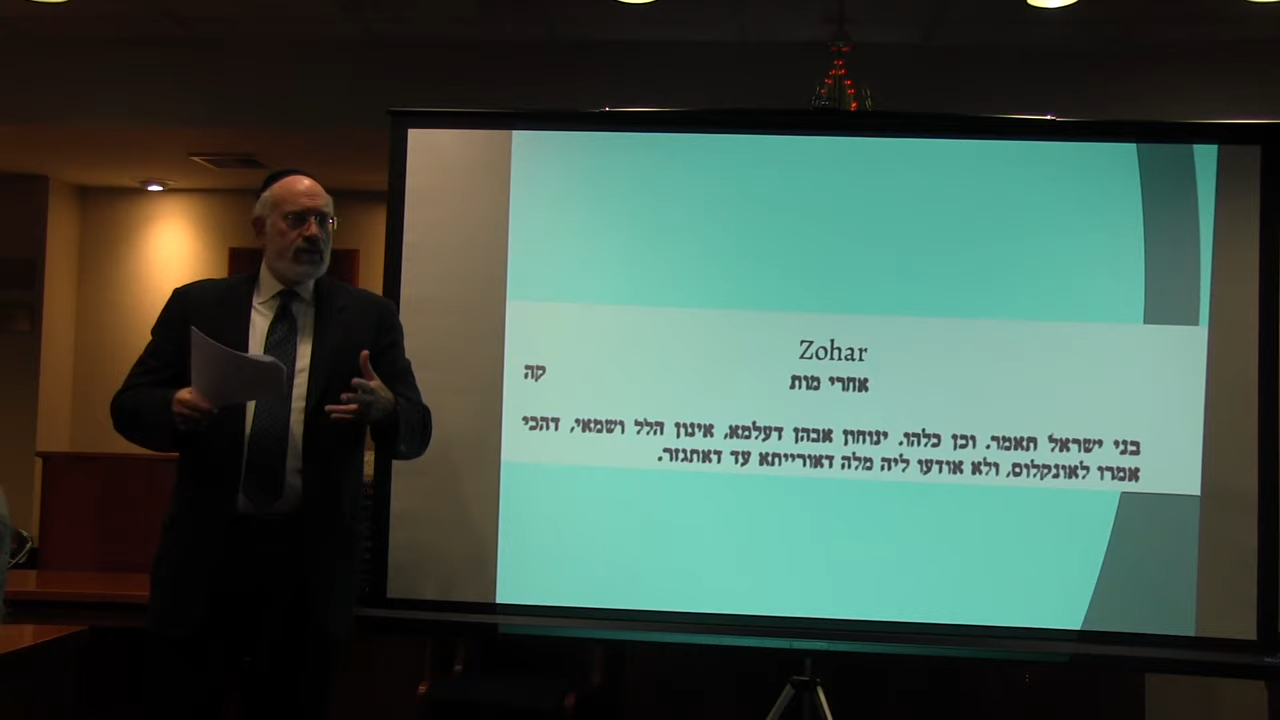 Zohar
אחרי מות
קה
בני ישראל תאמר. וכן כלהו. ינוחון אבהן דעלמא, אינון הלל ושמאי, דהכי
אמרו לאונקלוס, ולא אודעו ליה מלה דאורייתא עד דאתגזר.